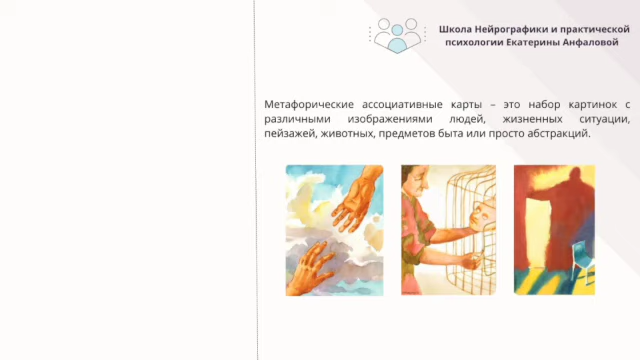 Школа Нейрографики и практической
психологии Екатерины Анфаловой
Метафорические ассоциативные карты – это набор картинок с
различными изображениями людей, жизненных ситуации,
пейзажей, животных, предметов быта или просто абстракций.